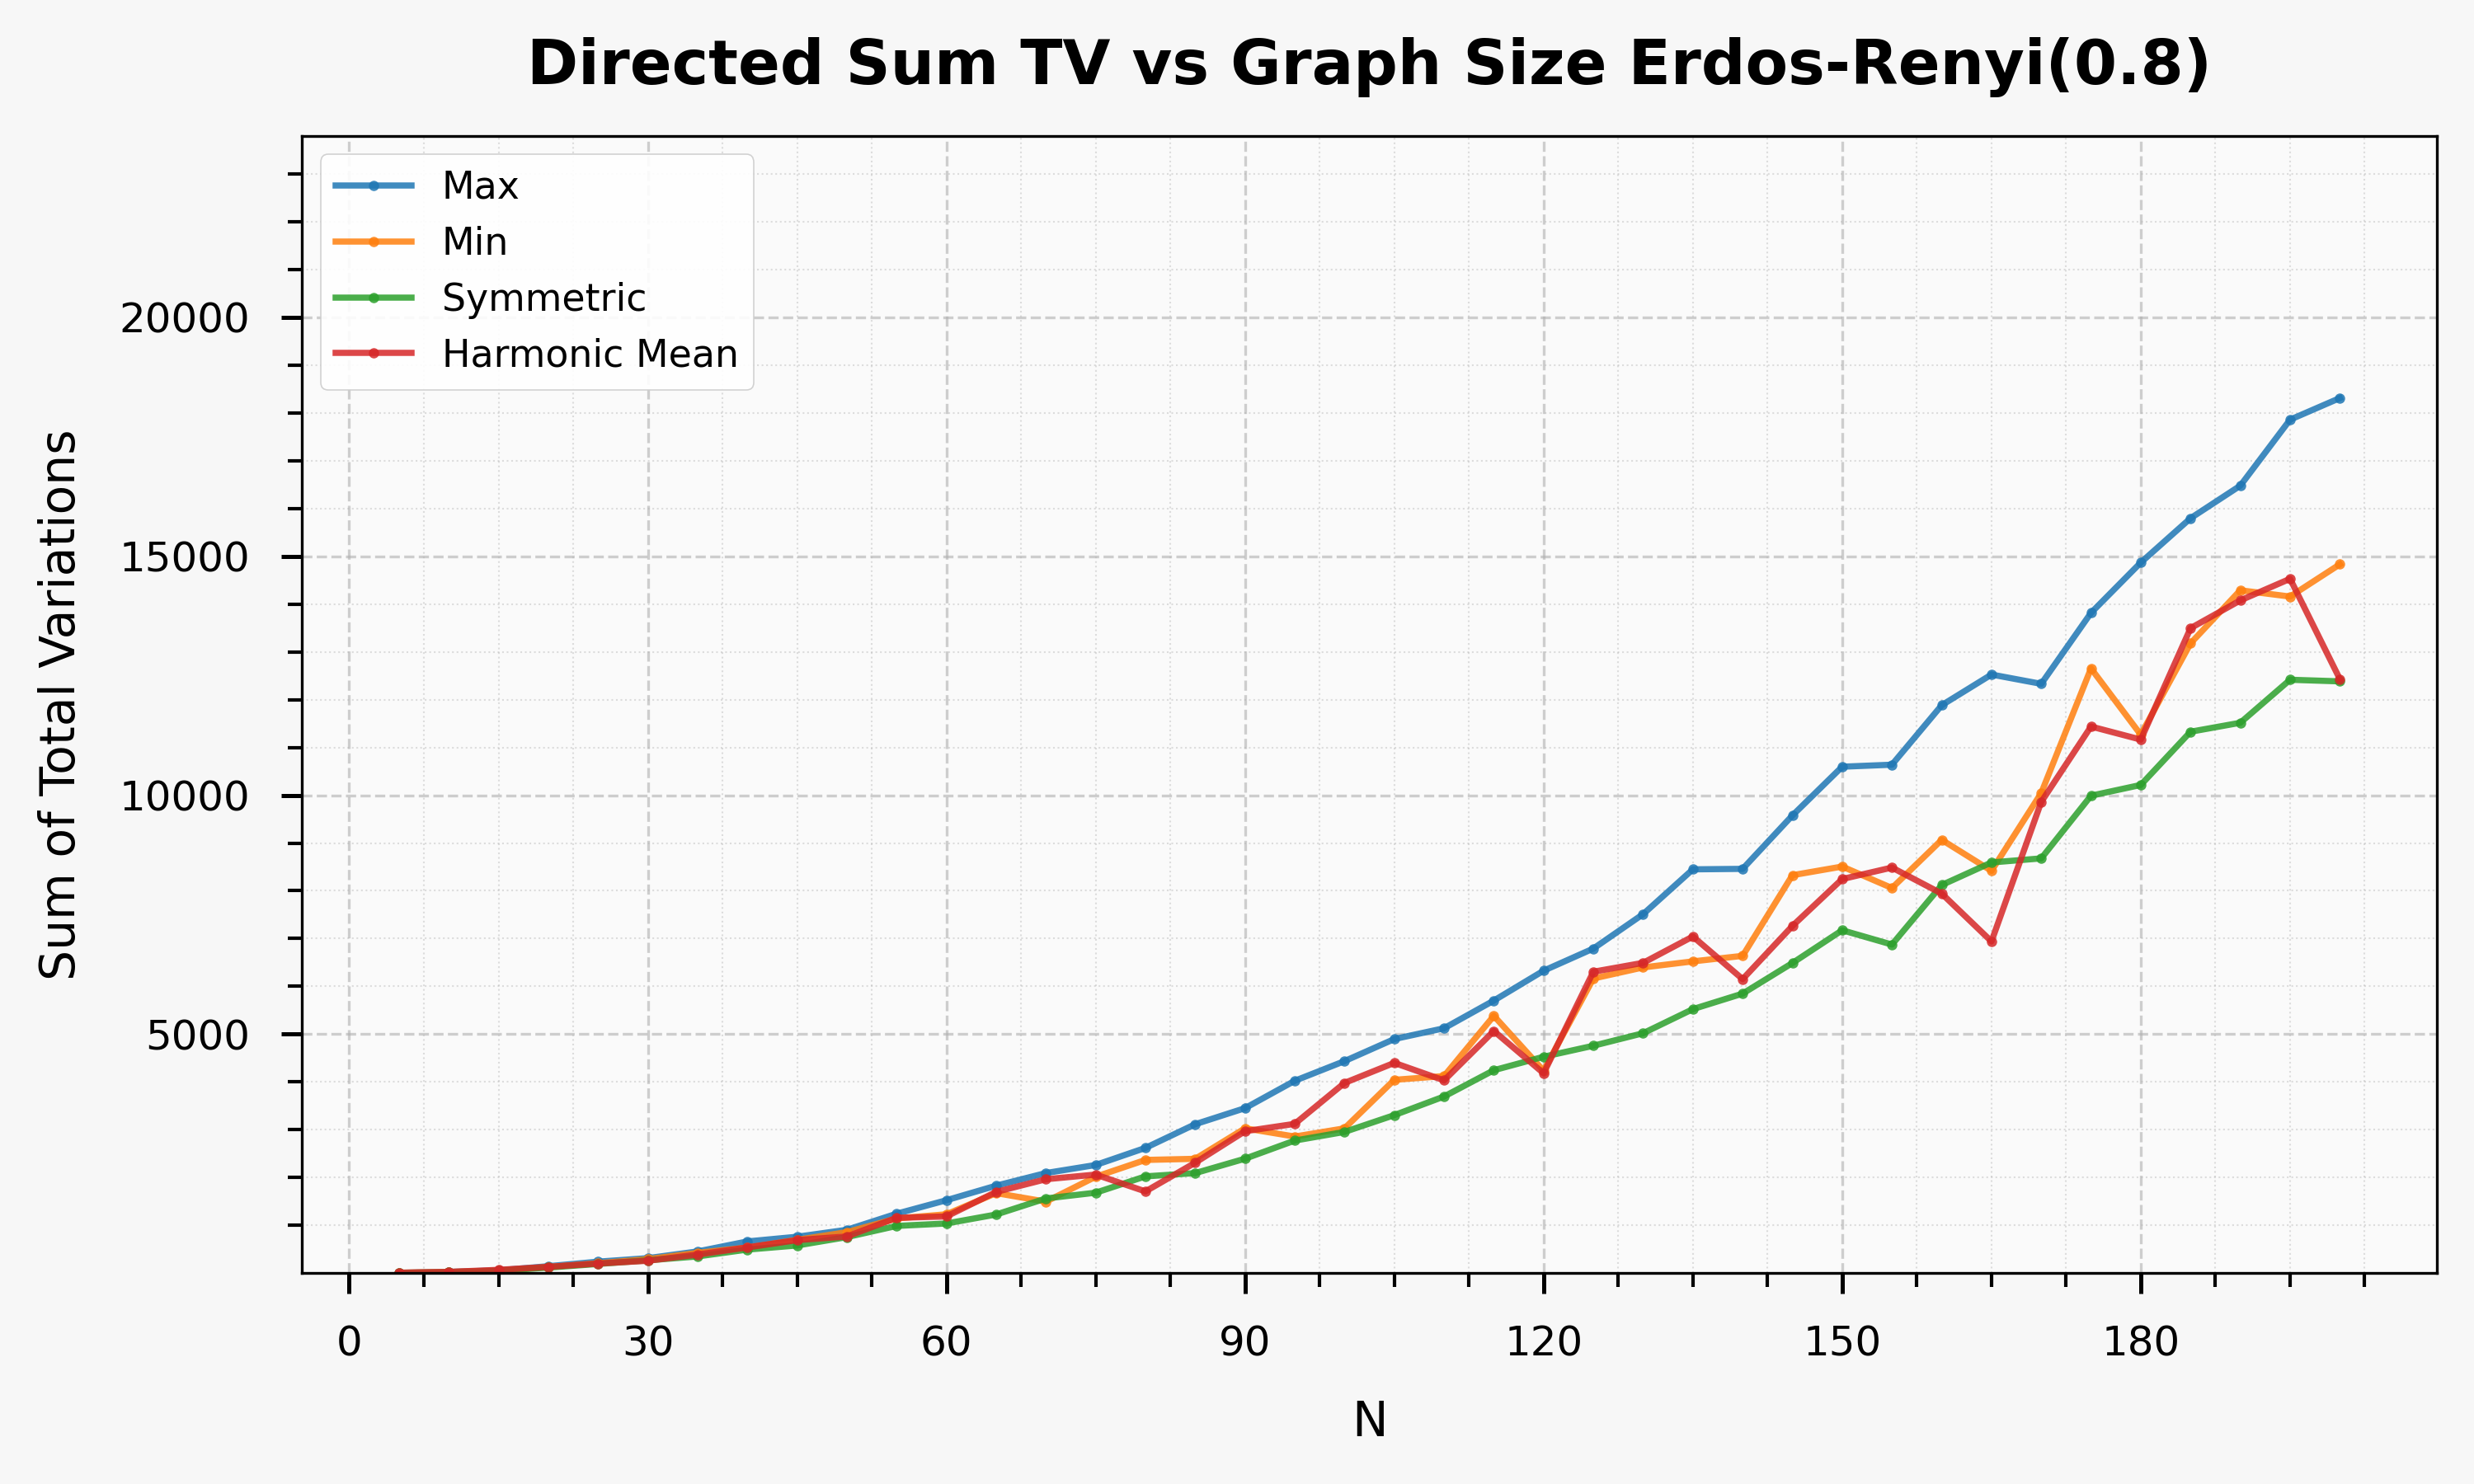 Directed Sum TV vs Graph Size Erdos-Renyi(0.8)
Max
Min
Symmetric
Harmonic Mean
Sum of Total Variations
20000
15000
10000
5000
0 30 60 90 120 150 180
N